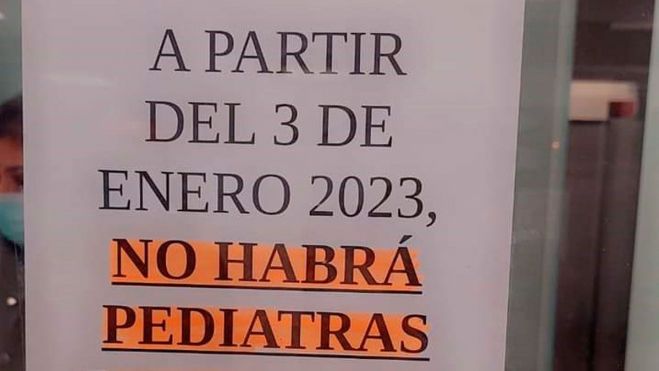 A PARTIR
DEL 3 DE
ENERO 2023,
NO HABRÁ
PEDIATRAS